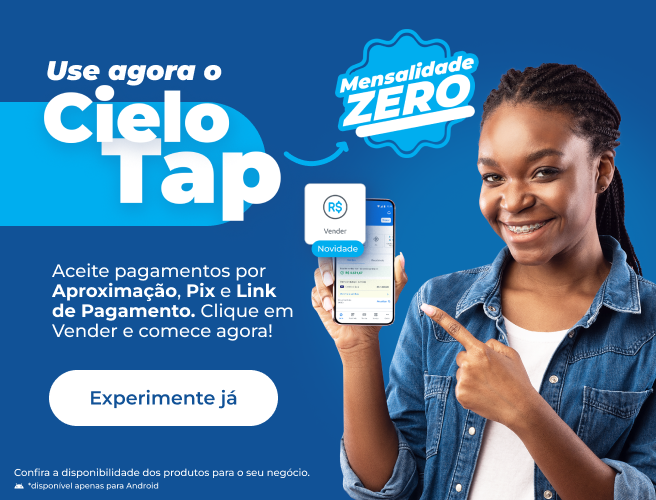 Use agora o
Cielo
Tap
Mensalidade
ZERO
R$
Vender
Novidade
Aceite pagamentos por
Aproximação, Pix e Link
de Pagamento. Clique em
Vender e comece agora!
Experimente já
Confira a disponibilidade dos produtos para o seu negócio.
*disponível apenas para Android